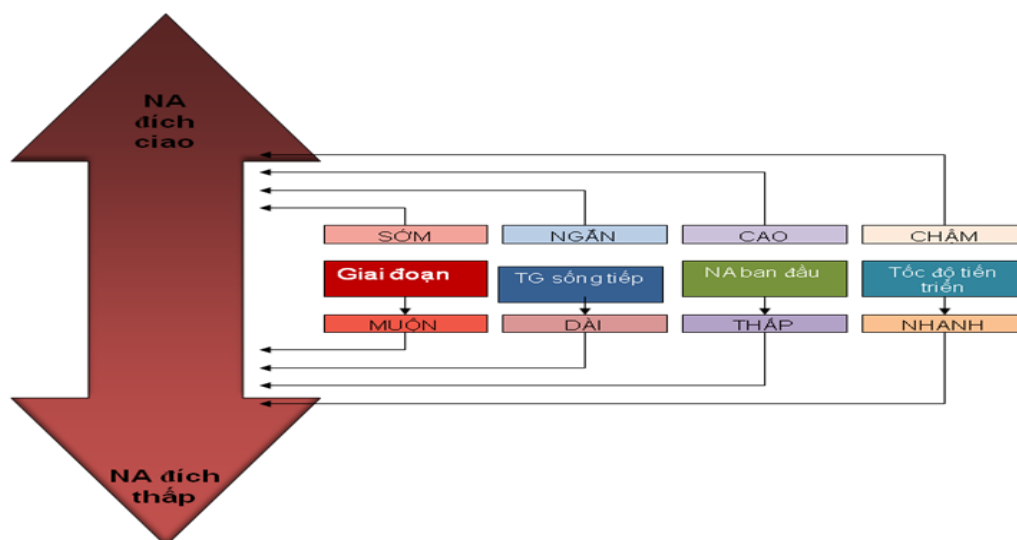 NA
đích
ciao
SỚM
NGẮN
CAO
CHẬM
Giai đoạn
TG sống tiếp
NA ban đầu
Tốc độ tiến
triển
MUỘN
DÀI
THẤP
NHANH
NA đích
thấp